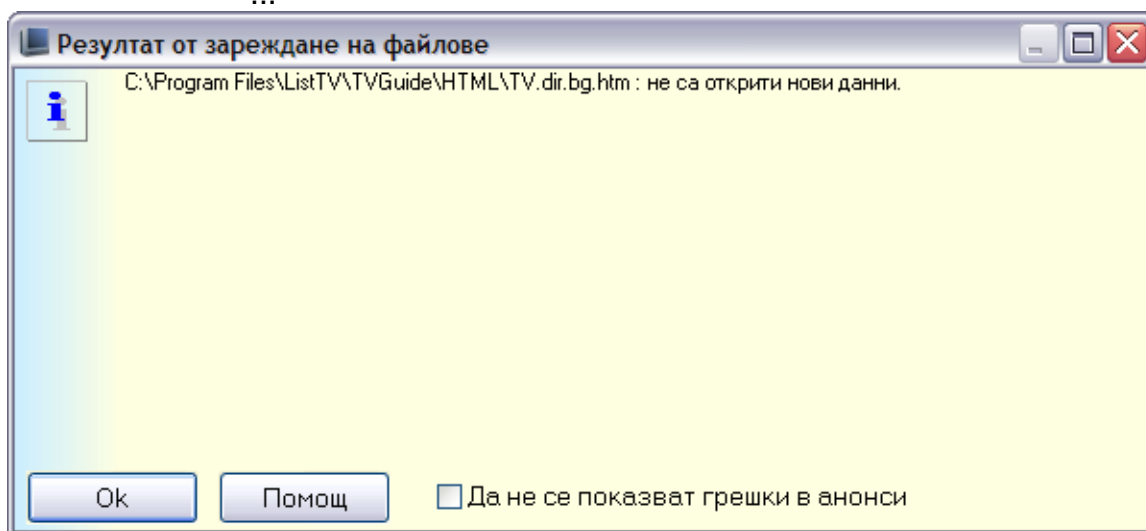 ...
Резултат от зареждане на файлове
C:\Program Files\ListTV\TVGuide\HTML\TV.dir.bg.htm : не са открити нови данни.
Ok
Помощ
Да не се показват грешки в анонси